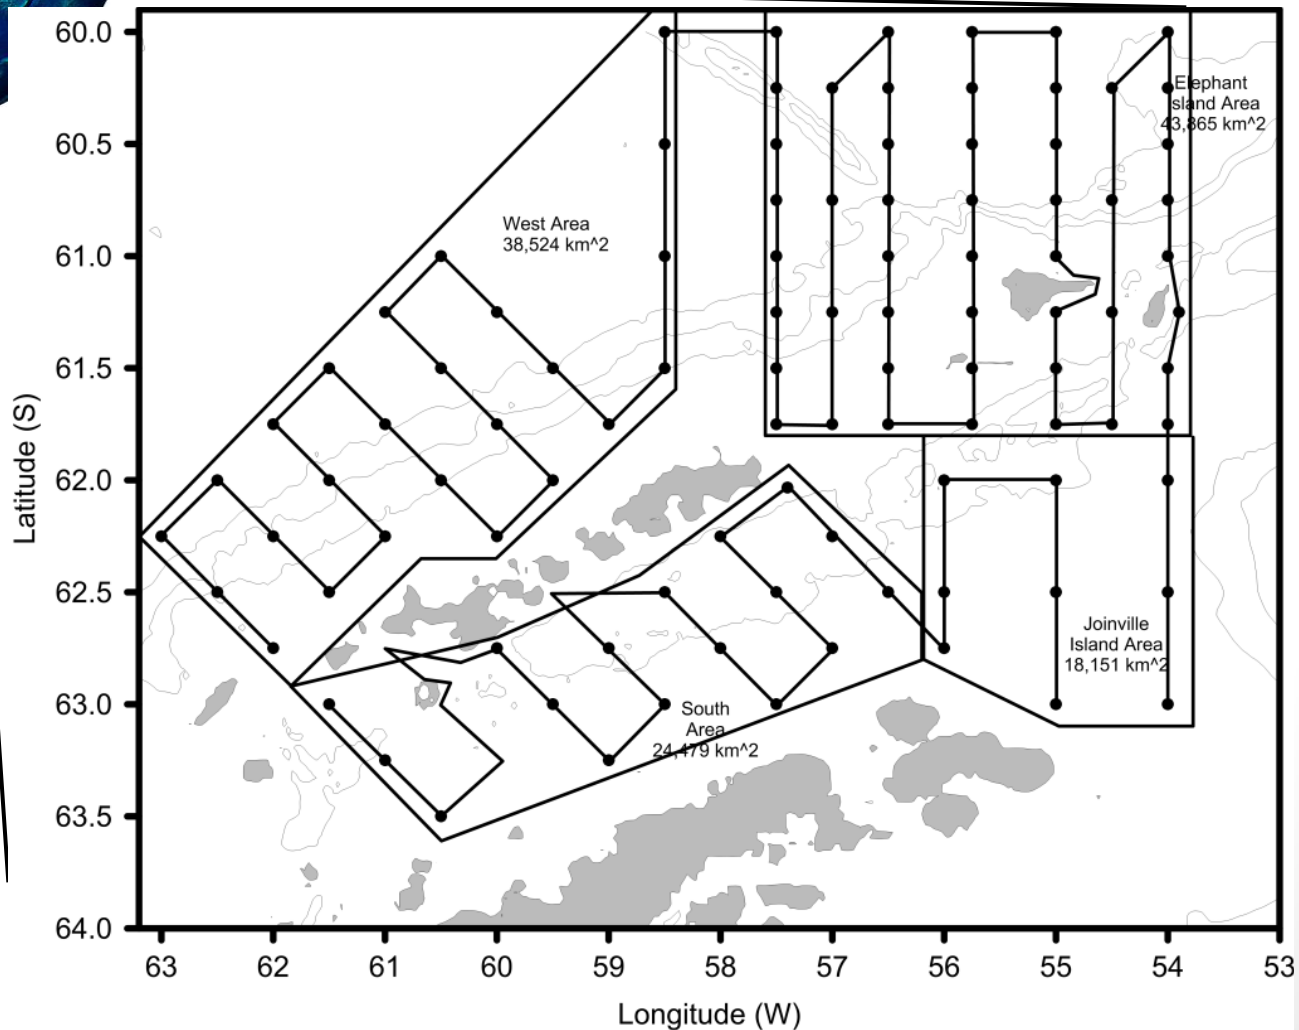 60.0
60.5
61.0
61.5
62.0
62.5
63.0
63.5
64.0
Latitude (S)
West Area
38,524 km^2
Elephant
sland Area
43,865 km^2
Joinville
Island Area
18,151 km^2
South
Area
24,479 km^2
63 62 61 60 59 58 57 56 55 54 53
Longitude (W)